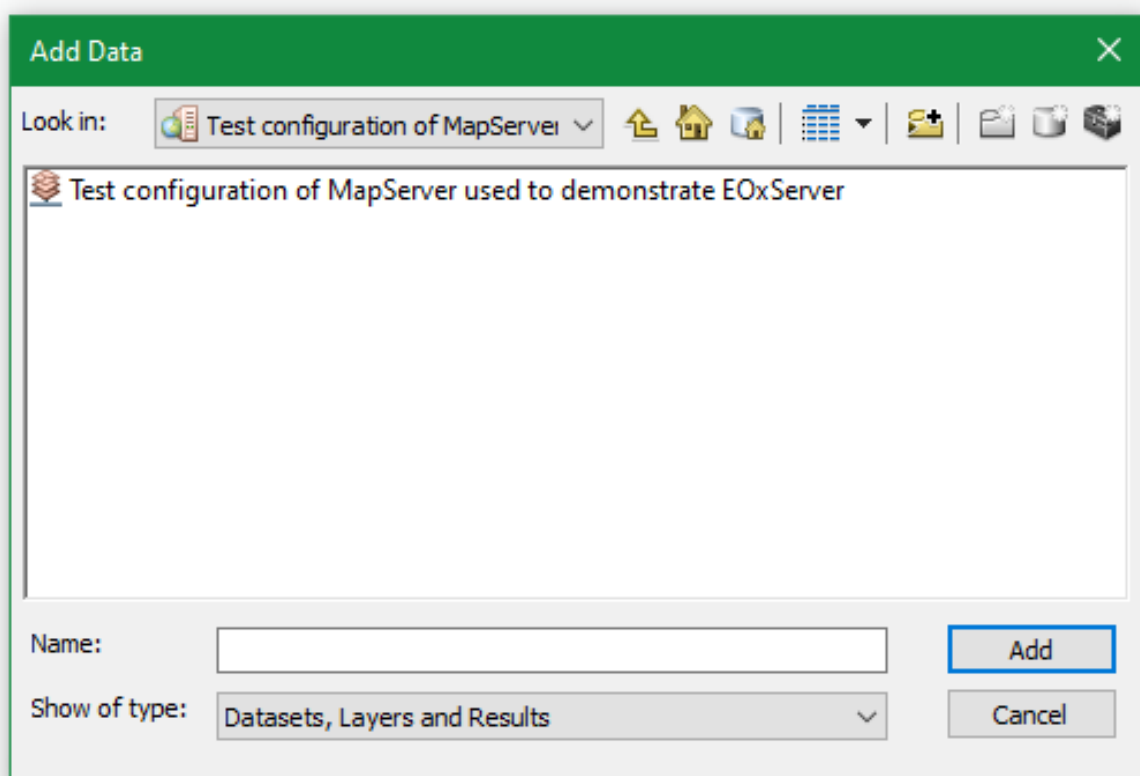 Add Data
Look in:
Test configuration of MapServer
Test configuration of MapServer used to demonstrate EOxServer
Name:
Add
Show of type:
Datasets, Layers and Results
Cancel